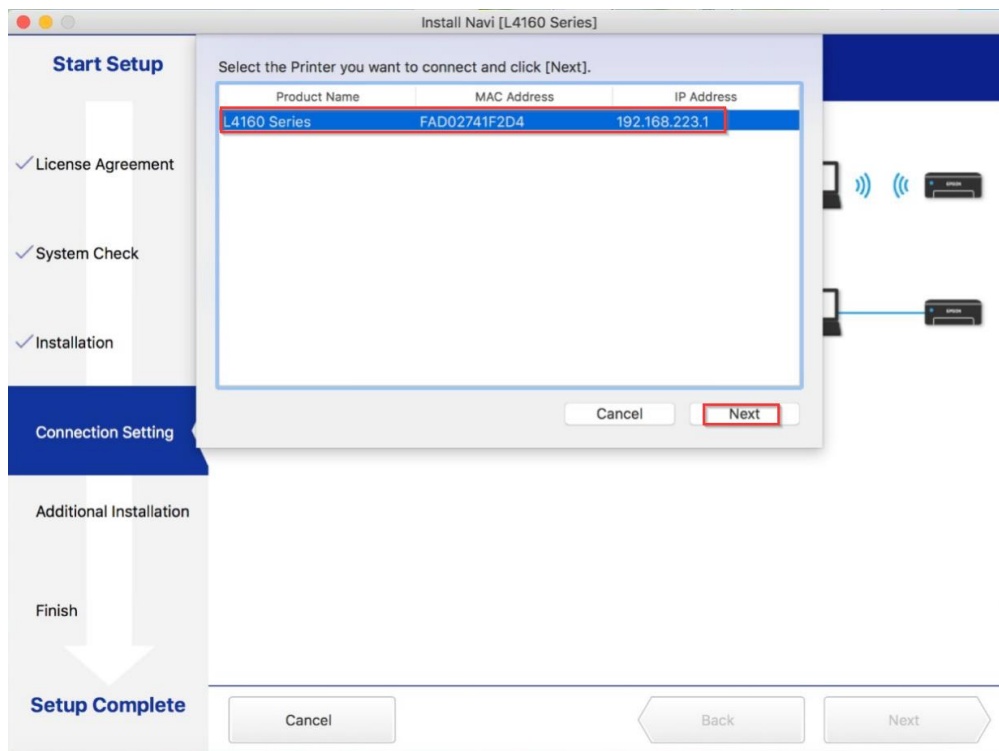 Install Navi [L4160 Series]
Start Setup
License Agreement
System Check
Installation
Connection Setting
Additional Installation
Finish
Setup Complete
Select the Printer you want to connect and click [Next].
Product Name MAC Address IP Address
L4160 Series FAD02741F2D4 192.168.223.1
Cancel Next
EPSON
EPSON
Cancel Back Next